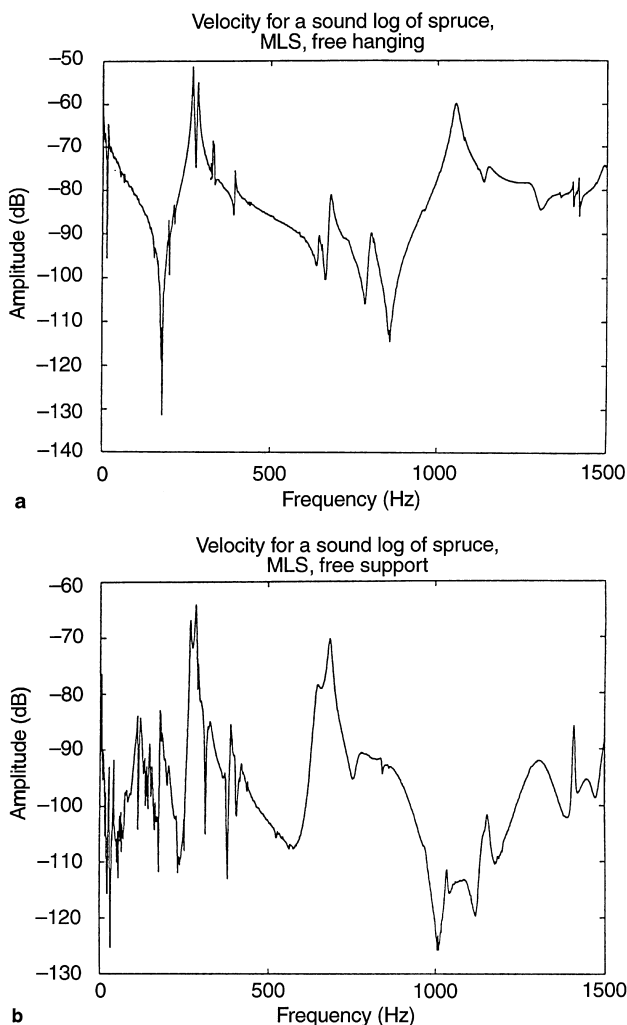 Velocity for a sound log of spruce,
MLS, free hanging
–50
–60
–70
–80
–90
–100
–110
–120
–130
–140
Amplitude (dB)
0 500 1000 1500
Frequency (Hz)
a
Velocity for a sound log of spruce,
MLS, free support
–60
–70
–80
–90
–100
–110
–120
–130
Amplitude (dB)
0 500 1000 1500
Frequency (Hz)
b